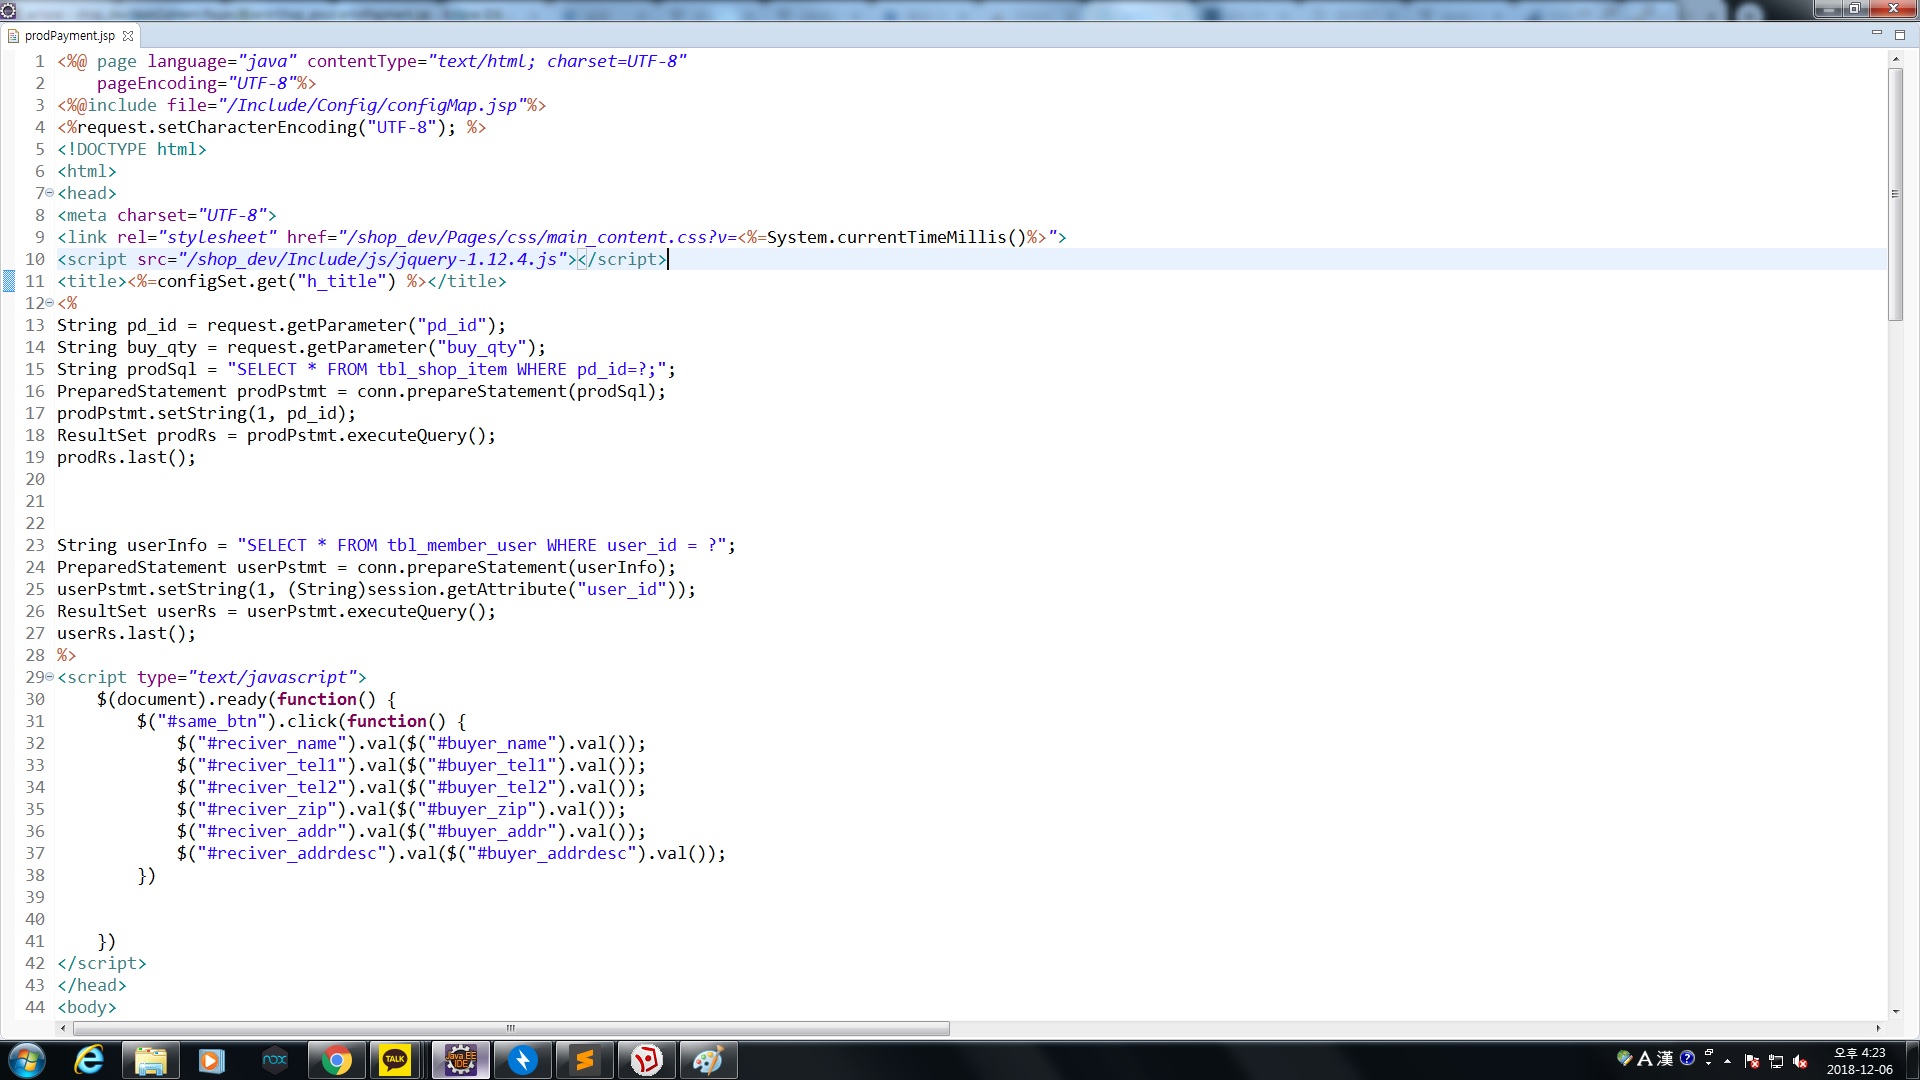 prodPayment.jsp
1 <%@ page language="java" contentType="text/html; charset=UTF-8"
2     pageEncoding="UTF-8"%>
3 <%@include file="/Include/Config/configMap.jsp"%>
4 <%request.setCharacterEncoding("UTF-8"); %>
5 <!DOCTYPE html>
6 <html>
7 <head>
8 <meta charset="UTF-8">
9 <link rel="stylesheet" href="/shop_dev/Pages/css/main_content.css?v=<%=System.currentTimeMillis()%>">
10 <script src="/shop_dev/Include/js/jquery-1.12.4.js"></script>
11 <title><%=configSet.get("h_title") %></title>
12 <%
13 String pd_id = request.getParameter("pd_id");
14 String buy_qty = request.getParameter("buy_qty");
15 String prodSql = "SELECT * FROM tbl_shop_item WHERE pd_id=?;";
16 PreparedStatement prodPstmt = conn.prepareStatement(prodSql);
17 prodPstmt.setString(1, pd_id);
18 ResultSet prodRs = prodPstmt.executeQuery();
19 prodRs.last();
20
21
22
23 String userInfo = "SELECT * FROM tbl_member_user WHERE user_id = ?";
24 PreparedStatement userPstmt = conn.prepareStatement(userInfo);
25 userPstmt.setString(1, (String)session.getAttribute("user_id"));
26 ResultSet userRs = userPstmt.executeQuery();
27 userRs.last();
28 %>
29 <script type="text/javascript">
30     $(document).ready(function() {
31         $("#same_btn").click(function() {
32             $("#reciver_name").val($("#buyer_name").val());
33             $("#reciver_tel1").val($("#buyer_tel1").val());
34             $("#reciver_tel2").val($("#buyer_tel2").val());
35             $("#reciver_zip").val($("#buyer_zip").val());
36             $("#reciver_addr").val($("#buyer_addr").val());
37             $("#reciver_addrdesc").val($("#buyer_addrdesc").val());
38         })
39
40
41     })
42 </script>
43 </head>
44 <body>
nox
TALK
Java EE
IDE
A 漢
오후 4:23
2018-12-06